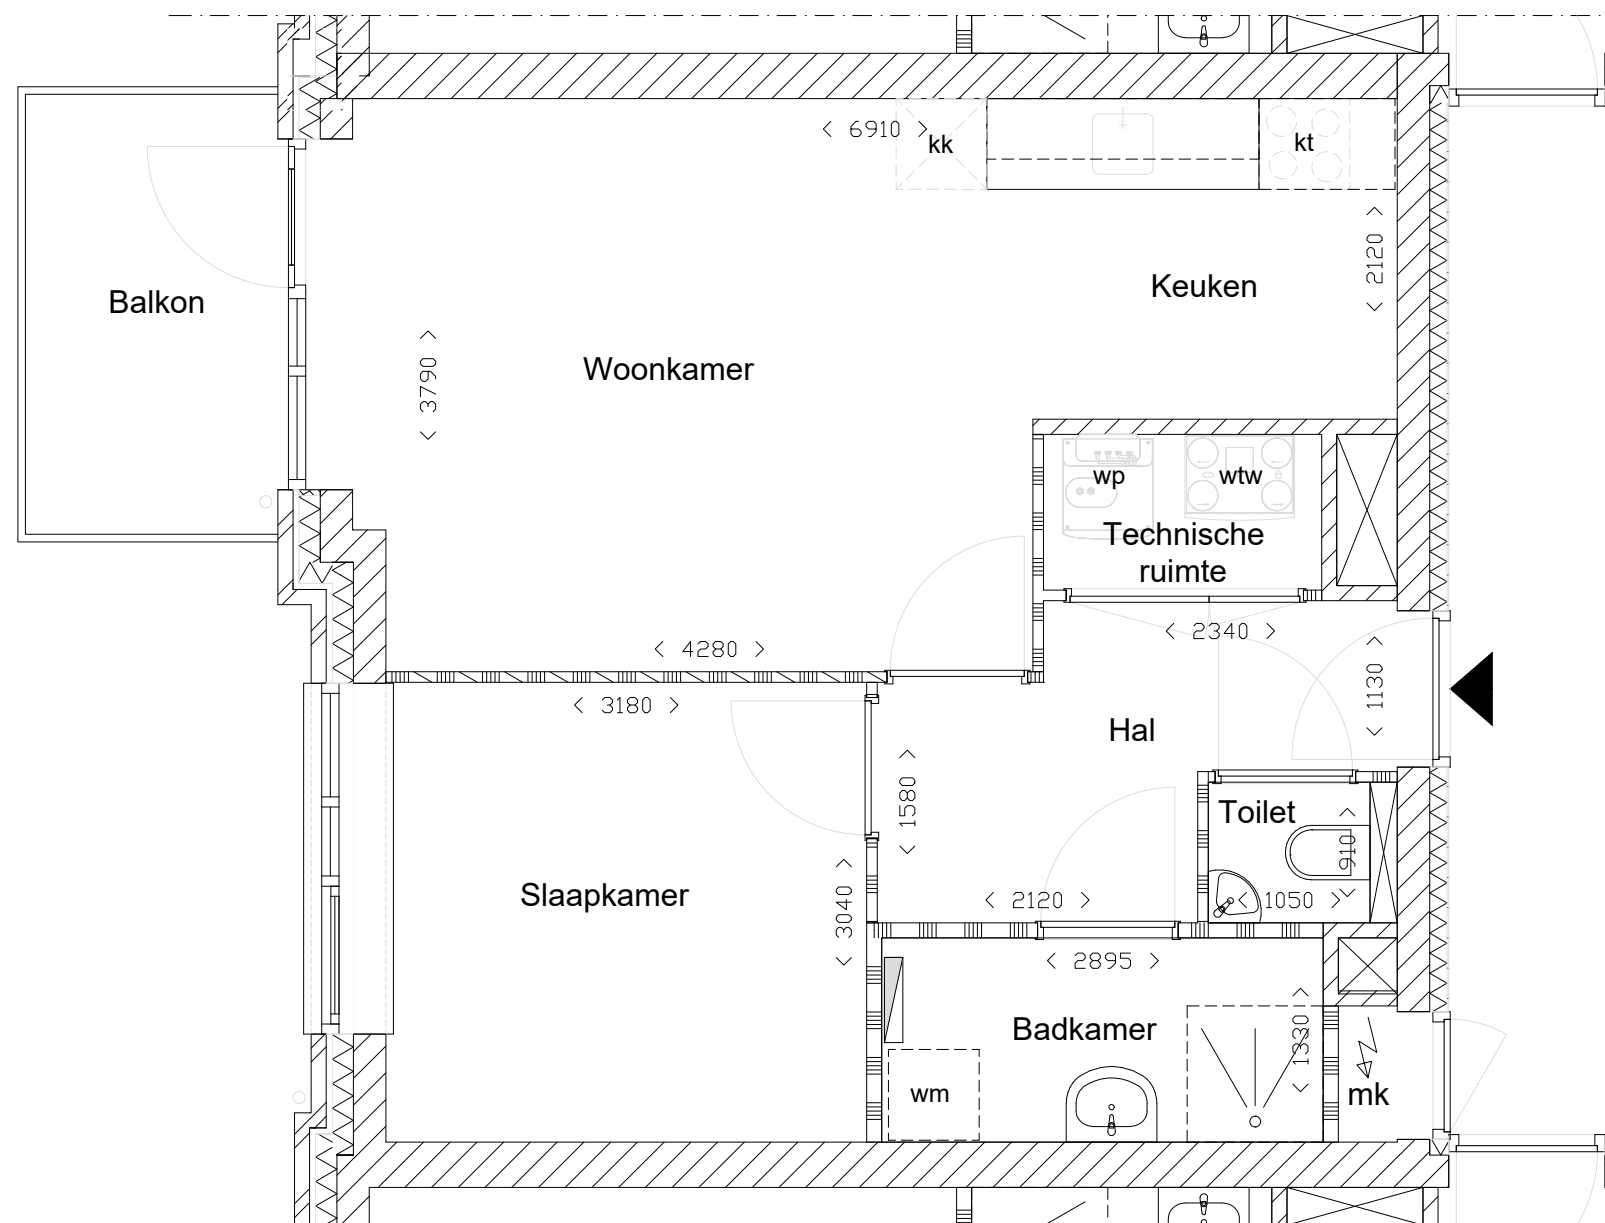 6910
kk
kt
2120
Keuken
Balkon
3790
Woonkamer
wp
wtw
Technische
ruimte
2340
4280
1130
3180
Hal
1580
Toilet
910
Slaapkamer
3040
2120
1050
2895
Badkamer
1330
wm
mk